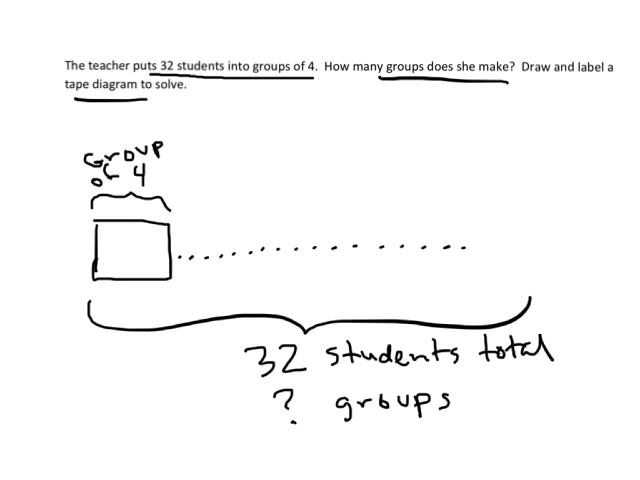 The teacher puts 32 students into groups of 4. How many groups does she make? Draw and label a
tape diagram to solve.
Group
of 4
32 students total
? groups